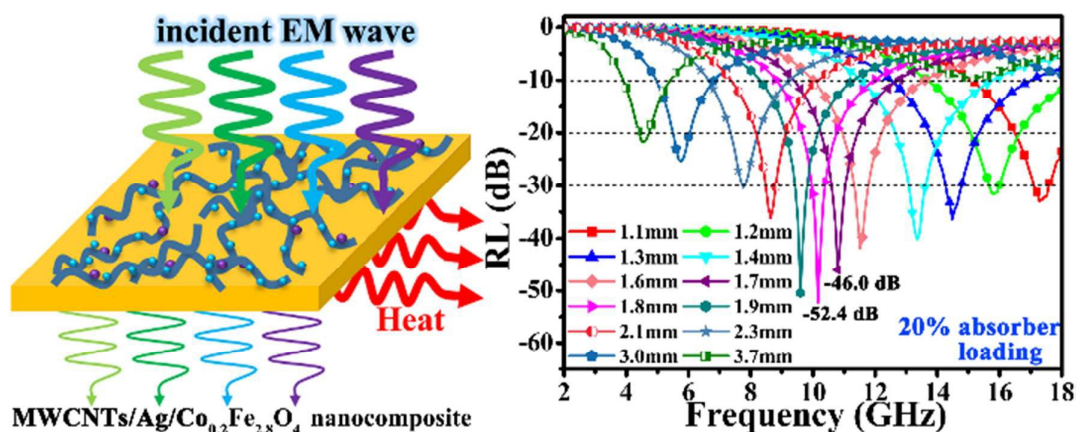 incident EM wave
Heat
MWCNTs/Ag/Co0.2Fe2.8O4 nanocomposite
0
-10
-20
-30
-40
-50
-60
RL (dB)
1.1mm 1.2mm
1.3mm 1.4mm
1.6mm 1.7mm
1.8mm 1.9mm
2.1mm 2.3mm
3.0mm 3.7mm
-46.0 dB
-52.4 dB
20% absorber
loading
2 4 6 8 10 12 14 16 18
Frequency (GHz)